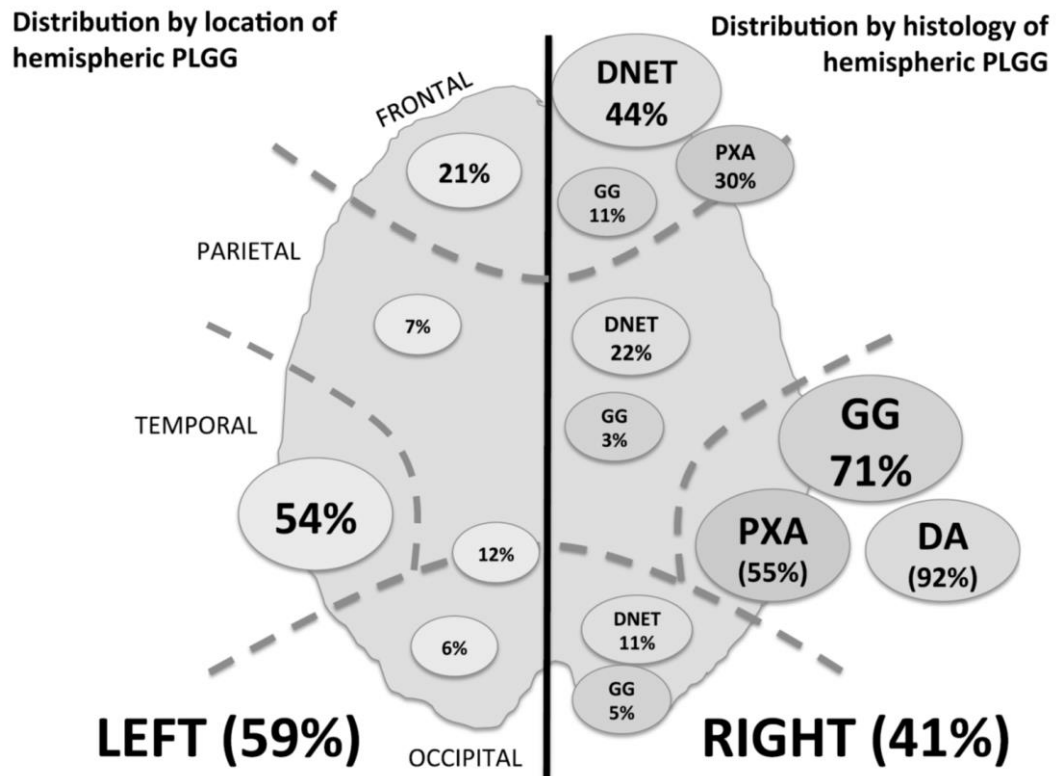 Distribution by location of
hemispheric PLGG
Distribution by histology of
hemispheric PLGG
FRONTAL
DNET
44%
21%
PXA
30%
GG
11%
PARIETAL
7%
DNET
22%
TEMPORAL
GG
3%
GG
71%
54%
PXA
(55%)
DA
(92%)
12%
6%
DNET
11%
GG
5%
LEFT (59%)
OCCIPITAL
RIGHT (41%)